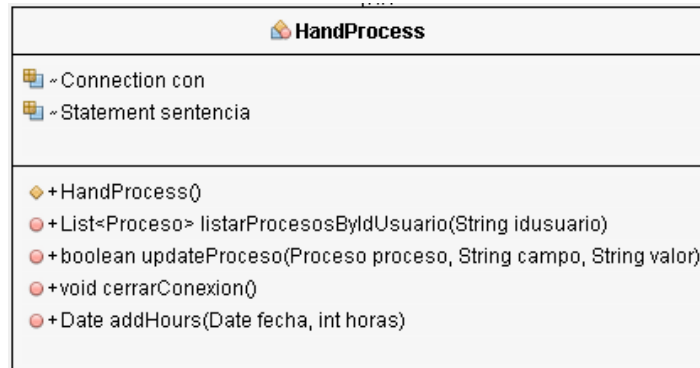 HandProcess
~Connection con
~Statement sentencia
+HandProcess()
+List<Proceso> listarProcesosByIdUsuario(String idusuario)
+boolean updateProceso(Proceso proceso, String campo, String valor)
+void cerrarConexion()
+Date addHours(Date fecha, int horas)